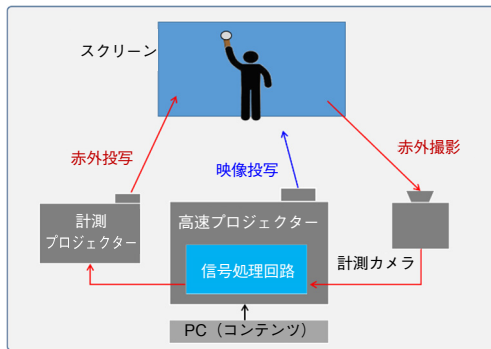 スクリーン
赤外投写
映像投写
赤外撮影
計測
プロジェクター
高速プロジェクター
信号処理回路
計測カメラ
PC（コンテンツ）